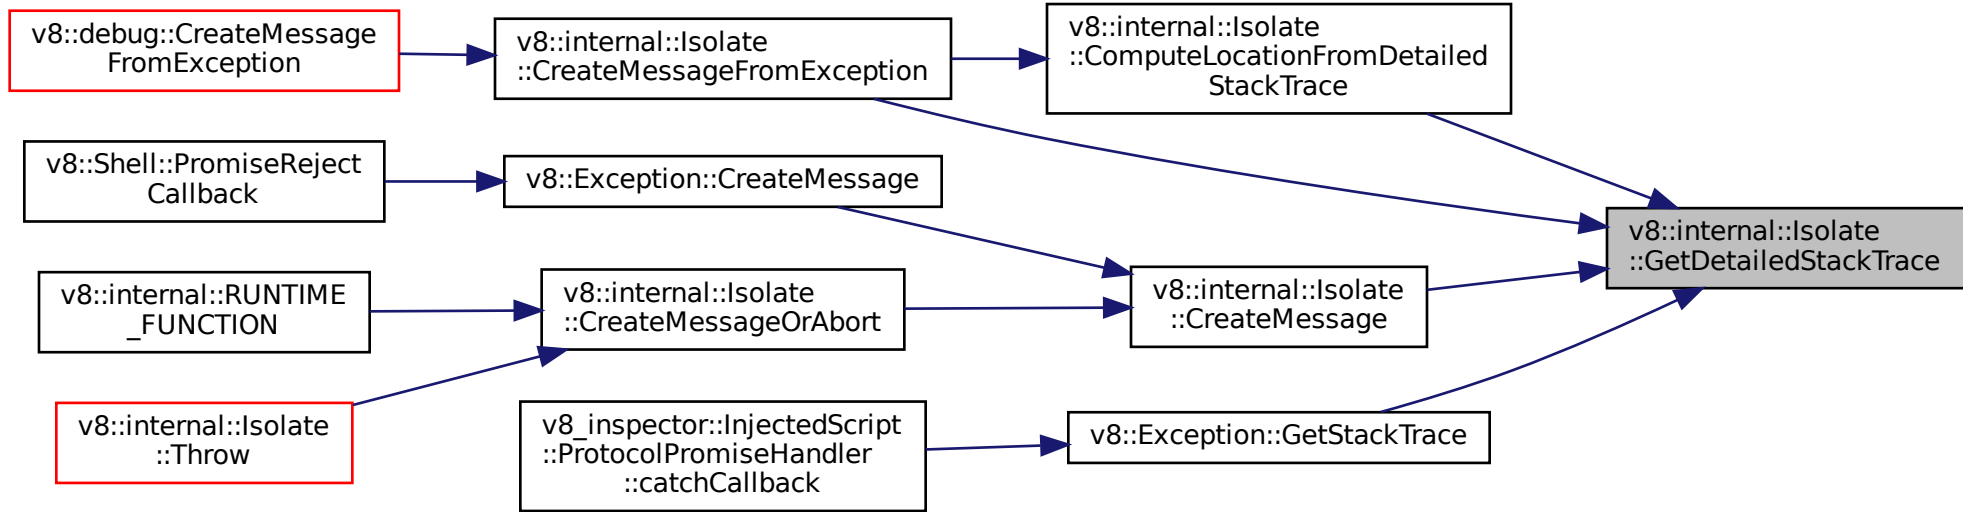 v8::debug::CreateMessage
FromException
v8::internal::Isolate
::CreateMessageFromException
v8::internal::Isolate
::ComputeLocationFromDetailed
StackTrace
v8::Shell::PromiseReject
Callback
v8::Exception::CreateMessage
v8::internal::Isolate
::GetDetailedStackTrace
v8::internal::RUNTIME
_FUNCTION
v8::internal::Isolate
::CreateMessageOrAbort
v8::internal::Isolate
::CreateMessage
v8::internal::Isolate
::Throw
v8_inspector::InjectedScript
::ProtocolPromiseHandler
::catchCallback
v8::Exception::GetStackTrace